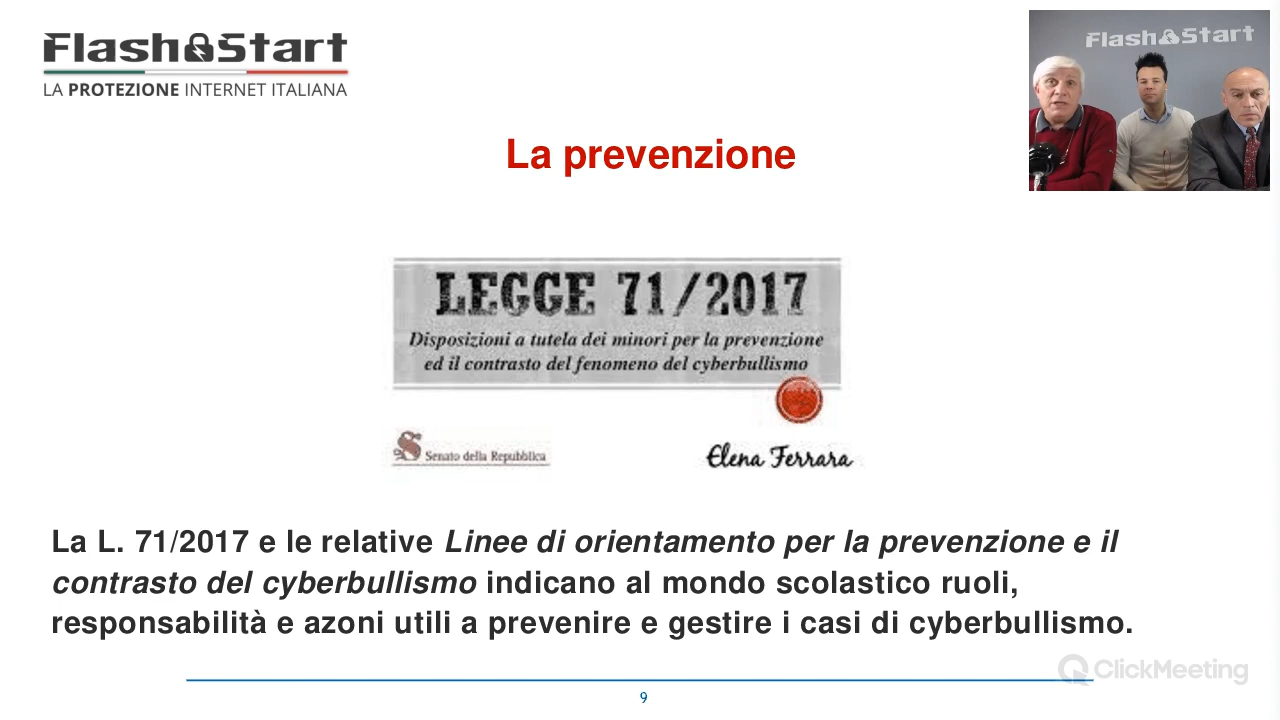 Flash Start
LA PROTEZIONE INTERNET ITALIANA
Flash Start
La prevenzione
LEGGE 71/2017
Disposizioni a tutela dei minori per la prevenzione
ed il contrasto del fenomeno del cyberbullismo
Senato della Repubblica
Elena Ferrara
La L. 71/2017 e le relative Linee di orientamento per la prevenzione e il
contrasto del cyberbullismo indicano al mondo scolastico ruoli,
responsabilità e azoni utili a prevenire e gestire i casi di cyberbullismo.
ClickMeeting
9